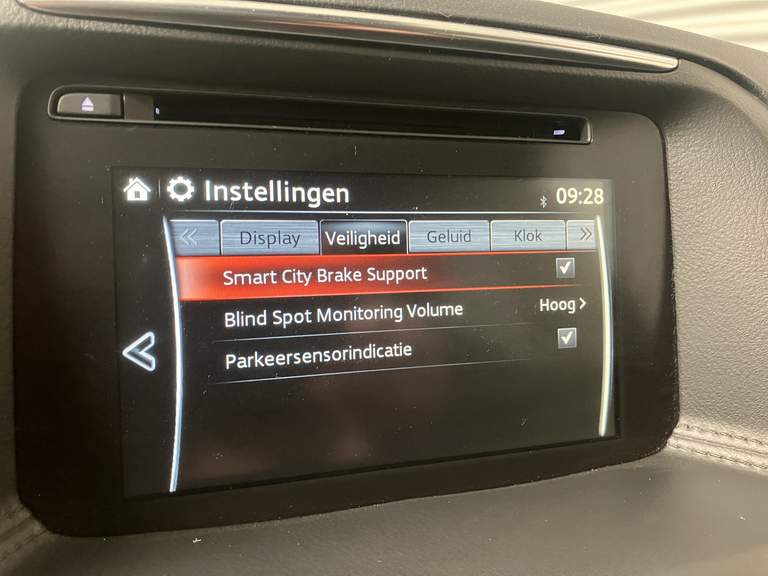 Instellingen 09:28
Display Veiligheid Geluid Klok
Smart City Brake Support
Blind Spot Monitoring Volume Hoog
Parkeersensorindicatie